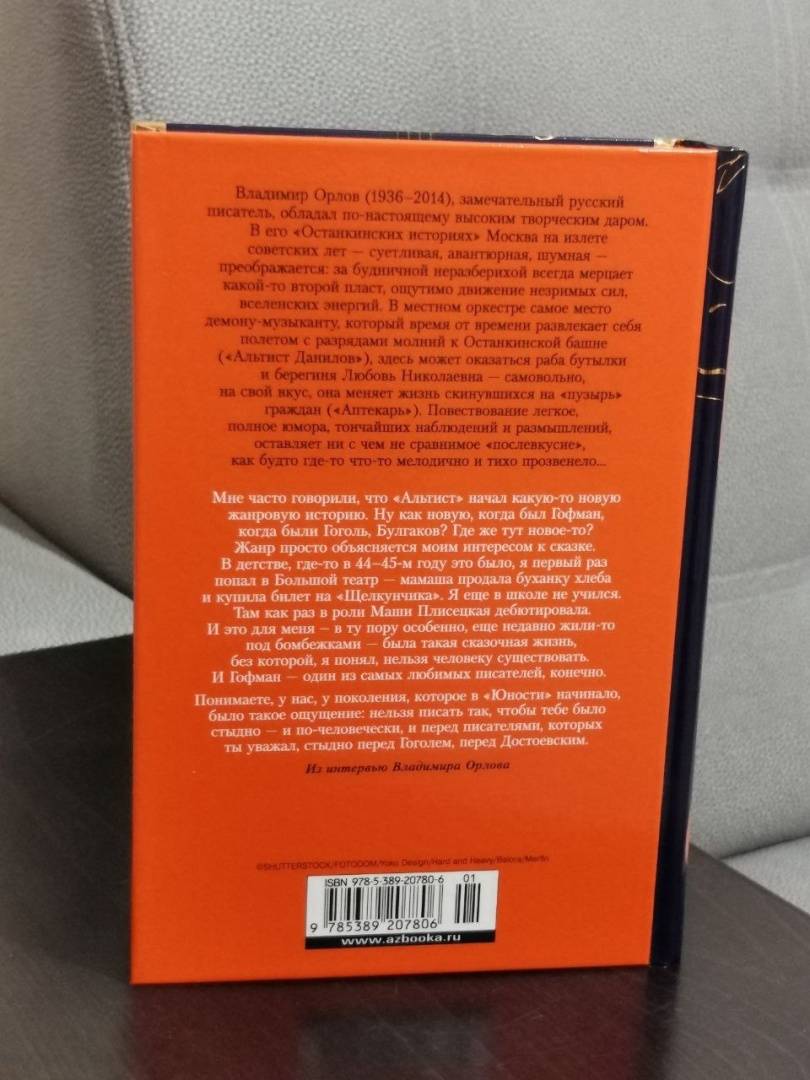 Владимир Орлов (1936–2014), замечательный русский
писатель, обладал по-настоящему высоким творческим даром.
В его «Останкинских историях» Москва на излете
советских лет — суетливая, авантюрная, шумная —
преображается: за будничной неразберихой всегда мерцает
какой-то второй пласт, ощутимо движение незримых сил,
вселенских энергий. В местном оркестре самое место
демону-музыканту, который время от времени развлекает себя
полетом с разрядами молний к Останкинской башне
(«Альтист Данилов»), здесь может оказаться раба бутылки
и берегиня Любовь Николаевна — самовольно,
на свой вкус, она меняет жизнь скинувшихся на «пузырь»
граждан («Аптекарь»). Повествование легкое,
полное юмора, тончайших наблюдений и размышлений,
оставляет ни с чем не сравнимое «послевкусие»,
как будто где-то что-то мелодично и тихо прозвенело...
Мне часто говорили, что «Альтист» начал какую-то новую
жанровую историю. Ну как новую, когда был Гофман,
когда были Гоголь, Булгаков? Где же тут новое-то?
Жанр просто объясняется моим интересом к сказке.
В детстве, где-то в 44–45-м году это было, я первый раз
попал в Большой театр — мамаша продала буханку хлеба
и купила билет на «Щелкунчика». Я еще в школе не учился.
Там как раз в роли Маши Плисецкая дебютировала.
И это для меня — в ту пору особенно, еще недавно жили-то
под бомбежками — была такая сказочная жизнь,
без которой, я понял, нельзя человеку существовать.
И Гофман — один из самых любимых писателей, конечно.
Понимаете, у нас, у поколения, которое в «Юности» начинало,
было такое ощущение: нельзя писать так, чтобы тебе было
стыдно — и по-человечески, и перед писателями, которых
ты уважал, стыдно перед Гоголем, перед Достоевским.
Из интервью Владимира Орлова
©SHUTTERSTOCK/FOTODOM/Yoko Design/Hard and Heavy/Balora/Merfin
ISBN 978-5-389-20780-6 01
9 785389 207806
www.azbooka.ru